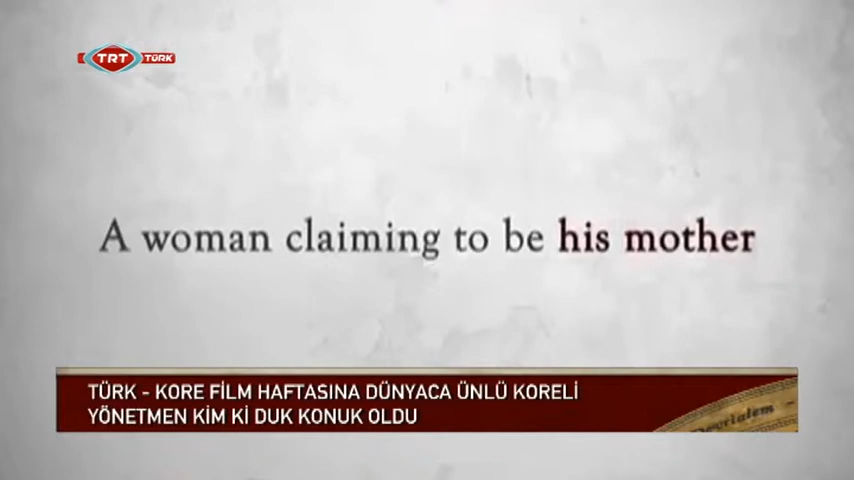 TRT TÜRK
A woman claiming to be his mother
TÜRK - KORE FİLM HAFTASINA DÜNYACA ÜNLÜ KORELİ
YÖNETMEN KİM Kİ DUK KONUK OLDU